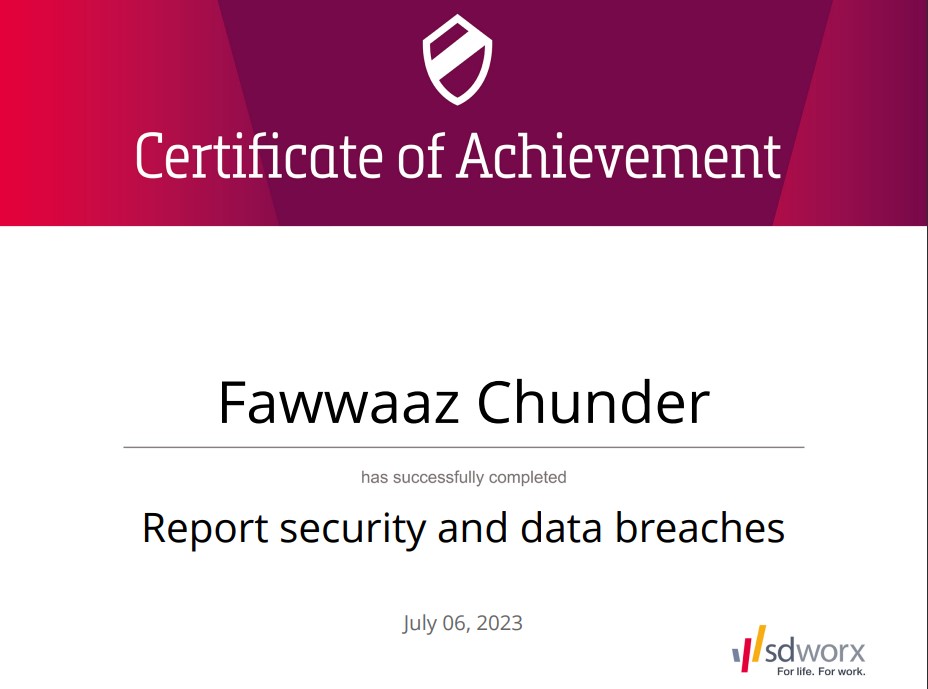 Certificate of Achievement
Fawwaaz Chunder
has successfully completed
Report security and data breaches
July 06, 2023
sdworx
For life. For work.